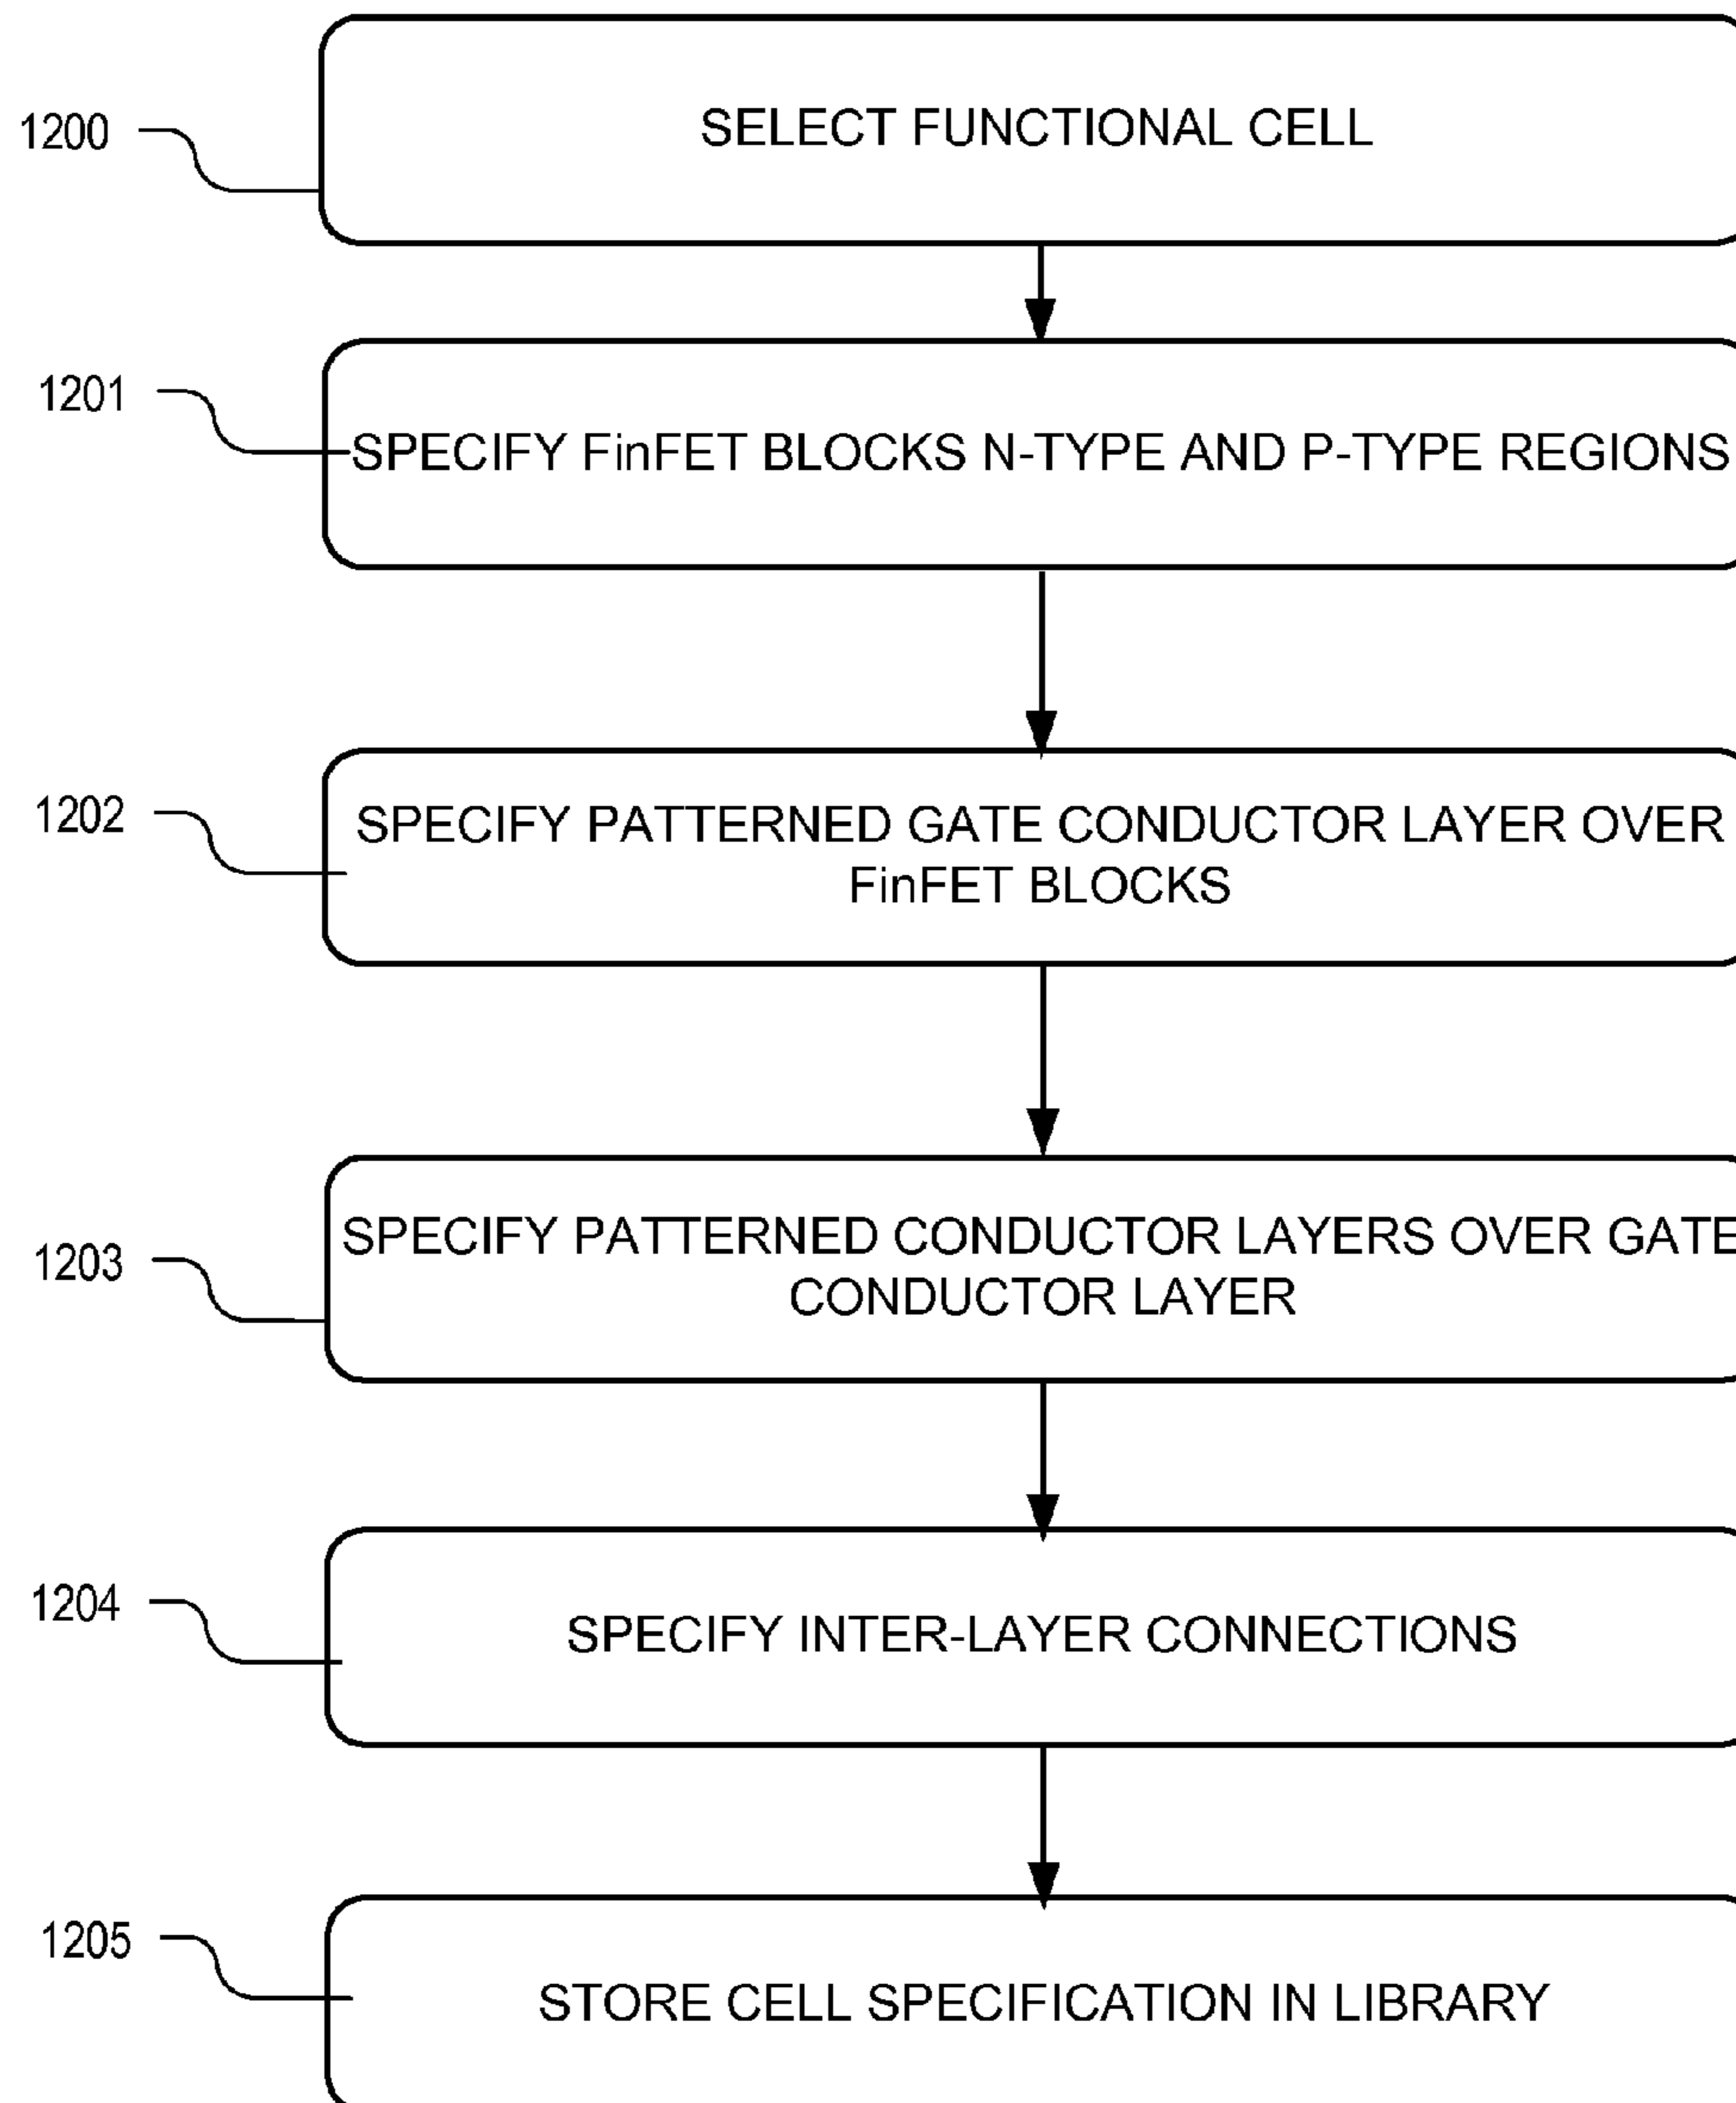 1200
SELECT FUNCTIONAL CELL
1201
SPECIFY FinFET BLOCKS N-TYPE AND P-TYPE REGIONS
1202
SPECIFY PATTERNED GATE CONDUCTOR LAYER OVER
FinFET BLOCKS
1203
SPECIFY PATTERNED CONDUCTOR LAYERS OVER GATE
CONDUCTOR LAYER
1204
SPECIFY INTER-LAYER CONNECTIONS
1205
STORE CELL SPECIFICATION IN LIBRARY